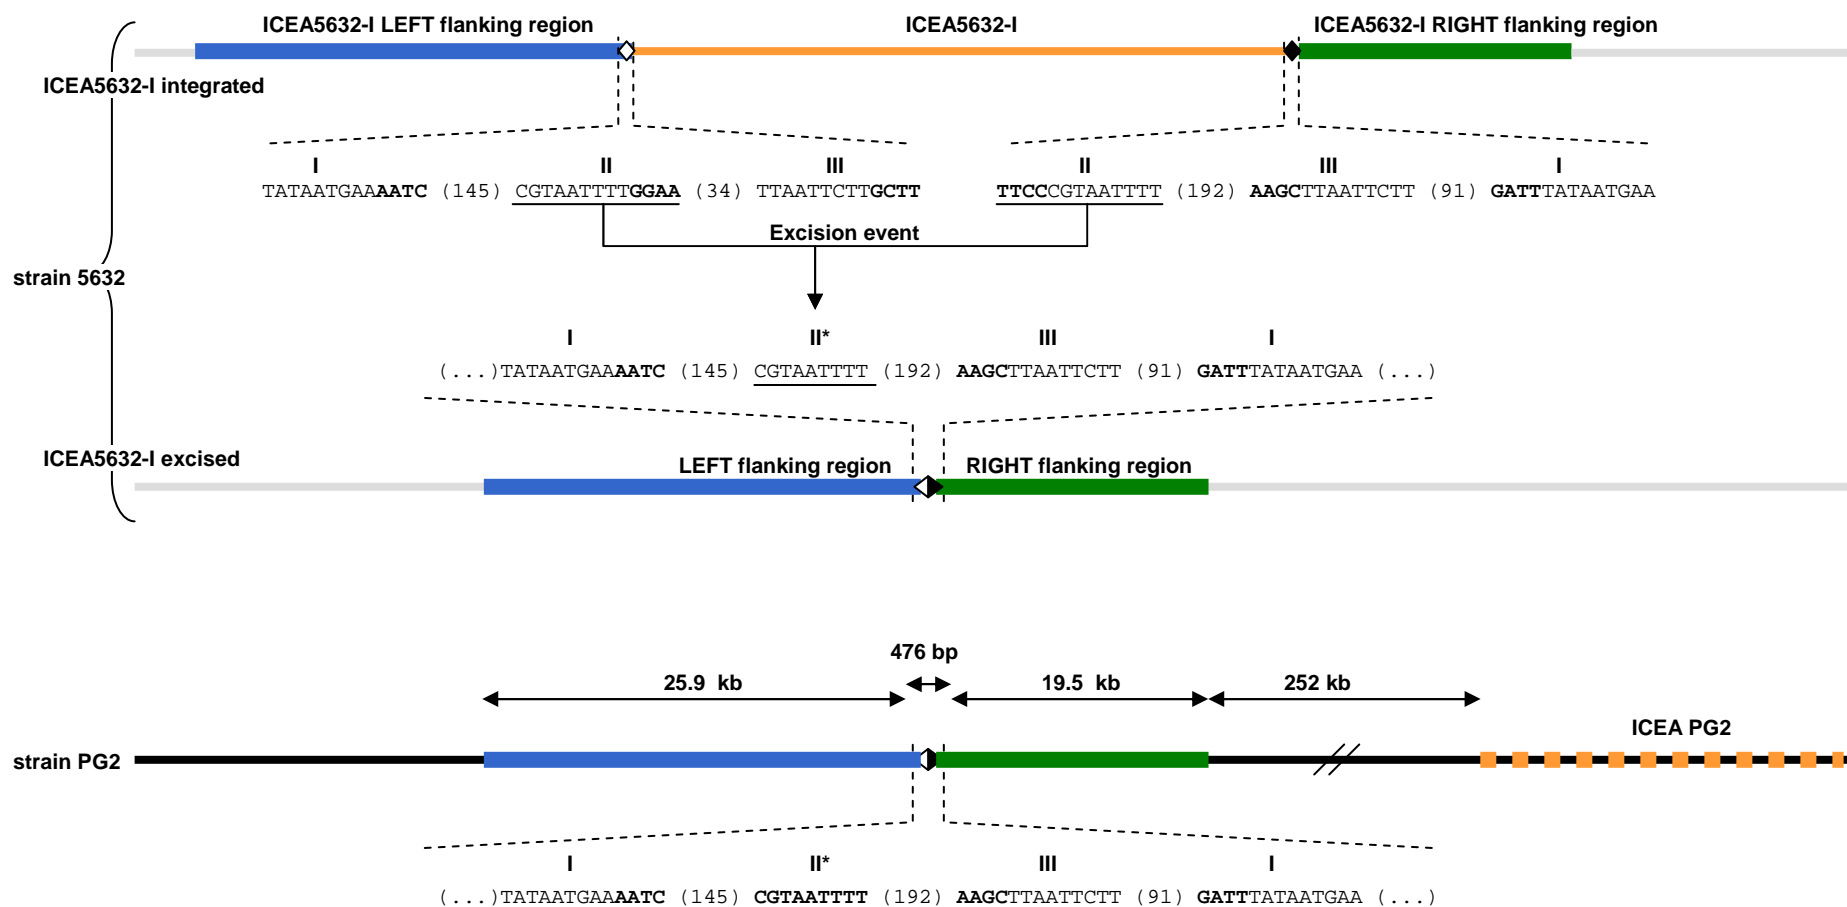 ICEA5632-I LEFT flanking region ICEA5632-I ICEA5632-I RIGHT flanking region
ICEA5632-I integrated
I II III II III I
TATAATGAAAATC (145) CGTAATTTTGGAA (34) TTAATTCTTGCTT TTCCCGTAATTTT (192) AAGCTTAATTCTT (91) GATTTATAATGAA
Excision event
strain 5632
I II* III I
(...)TATAATGAAAATC (145) CGTAATTTT (192) AAGCTTAATTCTT (91) GATTTATAATGAA (...)
ICEA5632-I excised
LEFT flanking region RIGHT flanking region
476 bp
25.9 kb 19.5 kb 252 kb
ICEA PG2
strain PG2
I II* III I
(...)TATAATGAAAATC (145) CGTAATTTT (192) AAGCTTAATTCTT (91) GATTTATAATGAA (...)